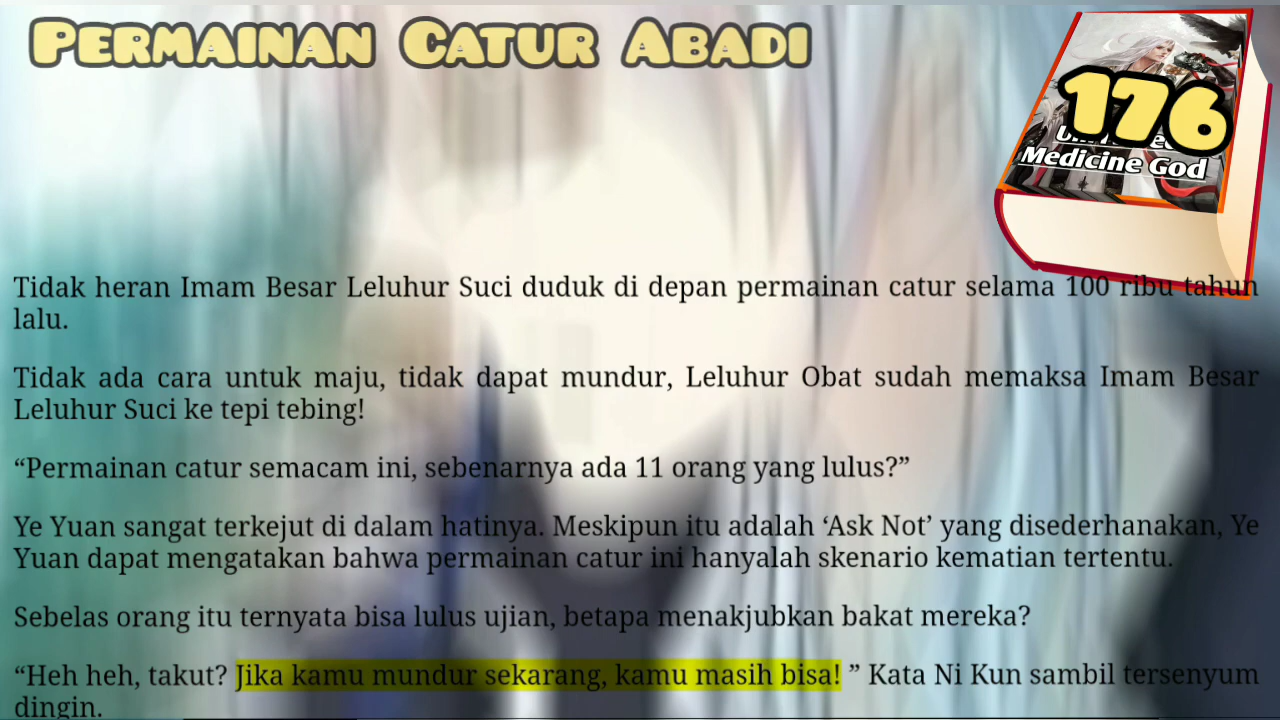 Permainan Catur Abadi
176
Medicine God
Tidak heran Imam Besar Leluhur Suci duduk di depan permainan catur selama 100 ribu tahun
lalu.
Tidak ada cara untuk maju, tidak dapat mundur, Leluhur Obat sudah memaksa Imam Besar
Leluhur Suci ke tepi tebing!
“Permainan catur semacam ini, sebenarnya ada 11 orang yang lulus?”
Ye Yuan sangat terkejut di dalam hatinya. Meskipun itu adalah ‘Ask Not’ yang disederhanakan, Ye
Yuan dapat mengatakan bahwa permainan catur ini hanyalah skenario kematian tertentu.
Sebelas orang itu ternyata bisa lulus ujian, betapa menakjubkan bakat mereka?
“Heh heh, takut? Jika kamu mundur sekarang, kamu masih bisa! ” Kata Ni Kun sambil tersenyum
dingin.